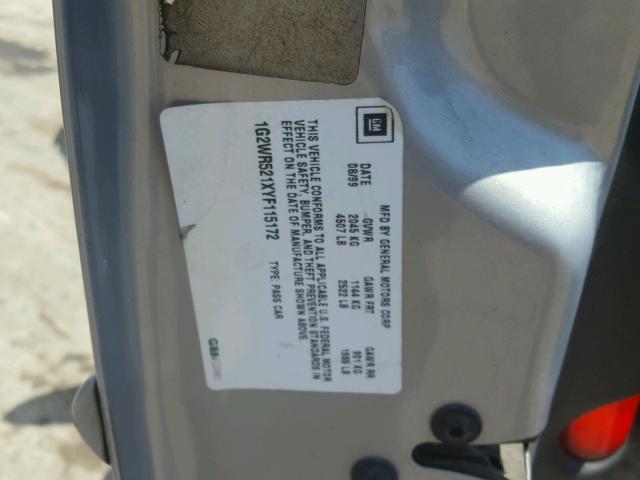 GM
MFD BY GENERAL MOTORS CORP
DATE GVWR GAWR FRT GAWR RR
08/99 2045 KG 1144 KG 901 KG
4507 LB 2522 LB 1985 LB
THIS VEHICLE CONFORMS TO ALL APPLICABLE U.S. FEDERAL MOTOR
VEHICLE SAFETY, BUMPER, AND THEFT PREVENTION STANDARDS IN
EFFECT ON THE DATE OF MANUFACTURE SHOWN ABOVE.
1G2WR521XYF115172 TYPE: PASS CAR